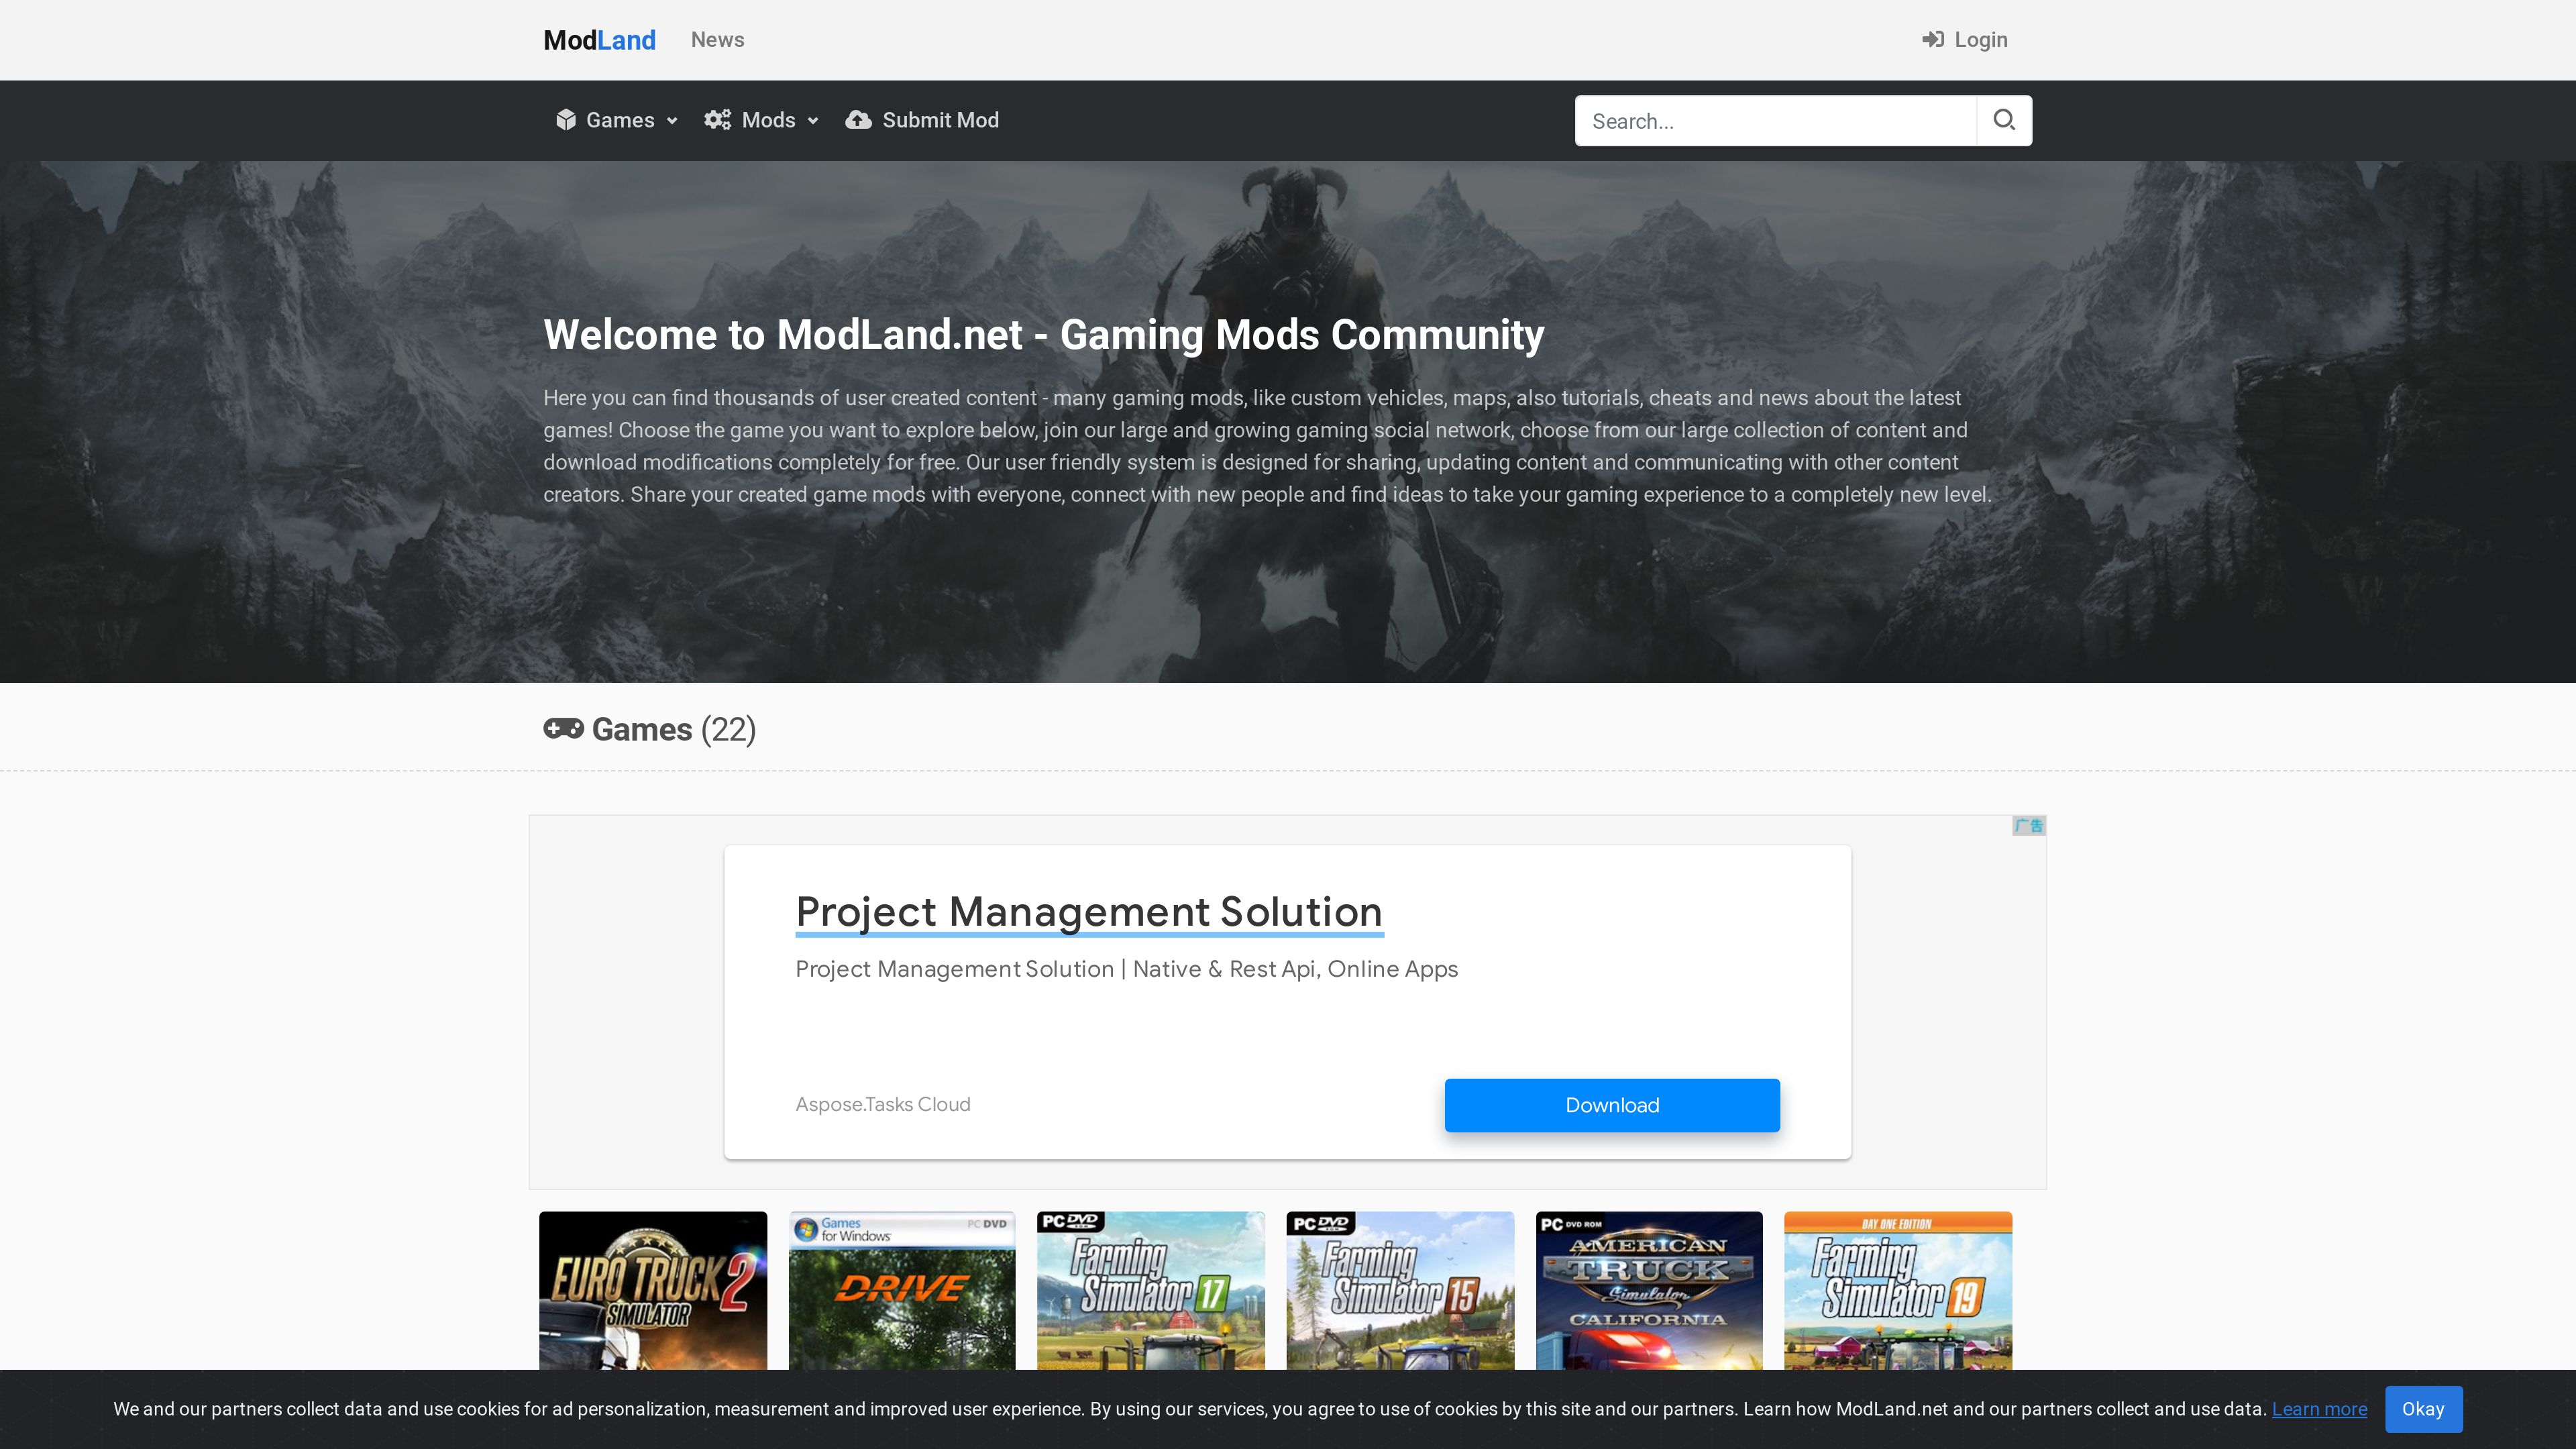 ModLand News Login
Games Mods Submit Mod Search...
Welcome to ModLand.net - Gaming Mods Community
Here you can find thousands of user created content - many gaming mods, like custom vehicles, maps, also tutorials, cheats and news about the latest
games! Choose the game you want to explore below, join our large and growing gaming social network, choose from our large collection of content and
download modifications completely for free. Our user friendly system is designed for sharing, updating content and communicating with other content
creators. Share your created game mods with everyone, connect with new people and find ideas to take your gaming experience to a completely new level.
Games (22)
广告
Project Management Solution
Project Management Solution | Native & Rest Api, Online Apps
Aspose.Tasks Cloud
Download
EURO TRUCK 2
SIMULATOR
Games
for Windows
PC DVD
DRIVE
PC DVD
ROM
Farming
Simulator 17
PC DVD
ROM
Farming
Simulator 15
PC DVD ROM
AMERICAN
TRUCK
Simulator
CALIFORNIA
DAY ONE EDITION
Farming
Simulator 19
We and our partners collect data and use cookies for ad personalization, measurement and improved user experience. By using our services, you agree to use of cookies by this site and our partners. Learn how ModLand.net and our partners collect and use data. Learn more Okay